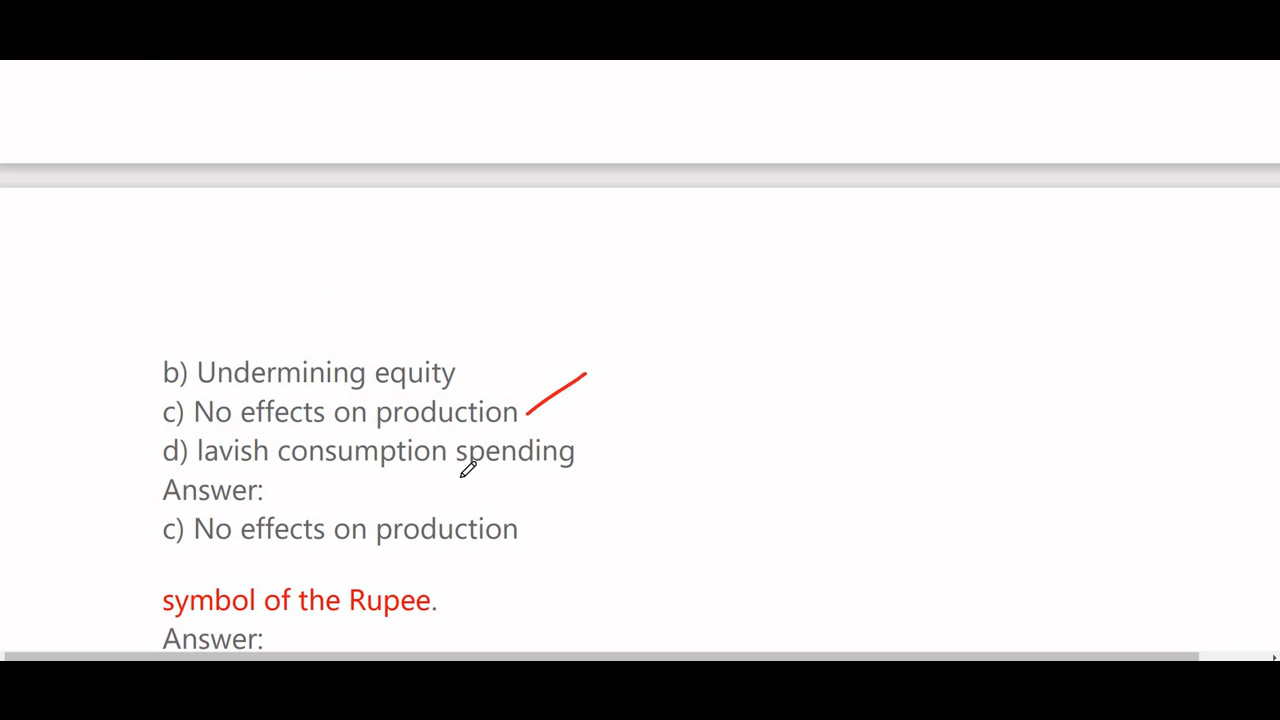 b) Undermining equity
c) No effects on production
d) lavish consumption spending
Answer:
c) No effects on production
symbol of the Rupee.
Answer: